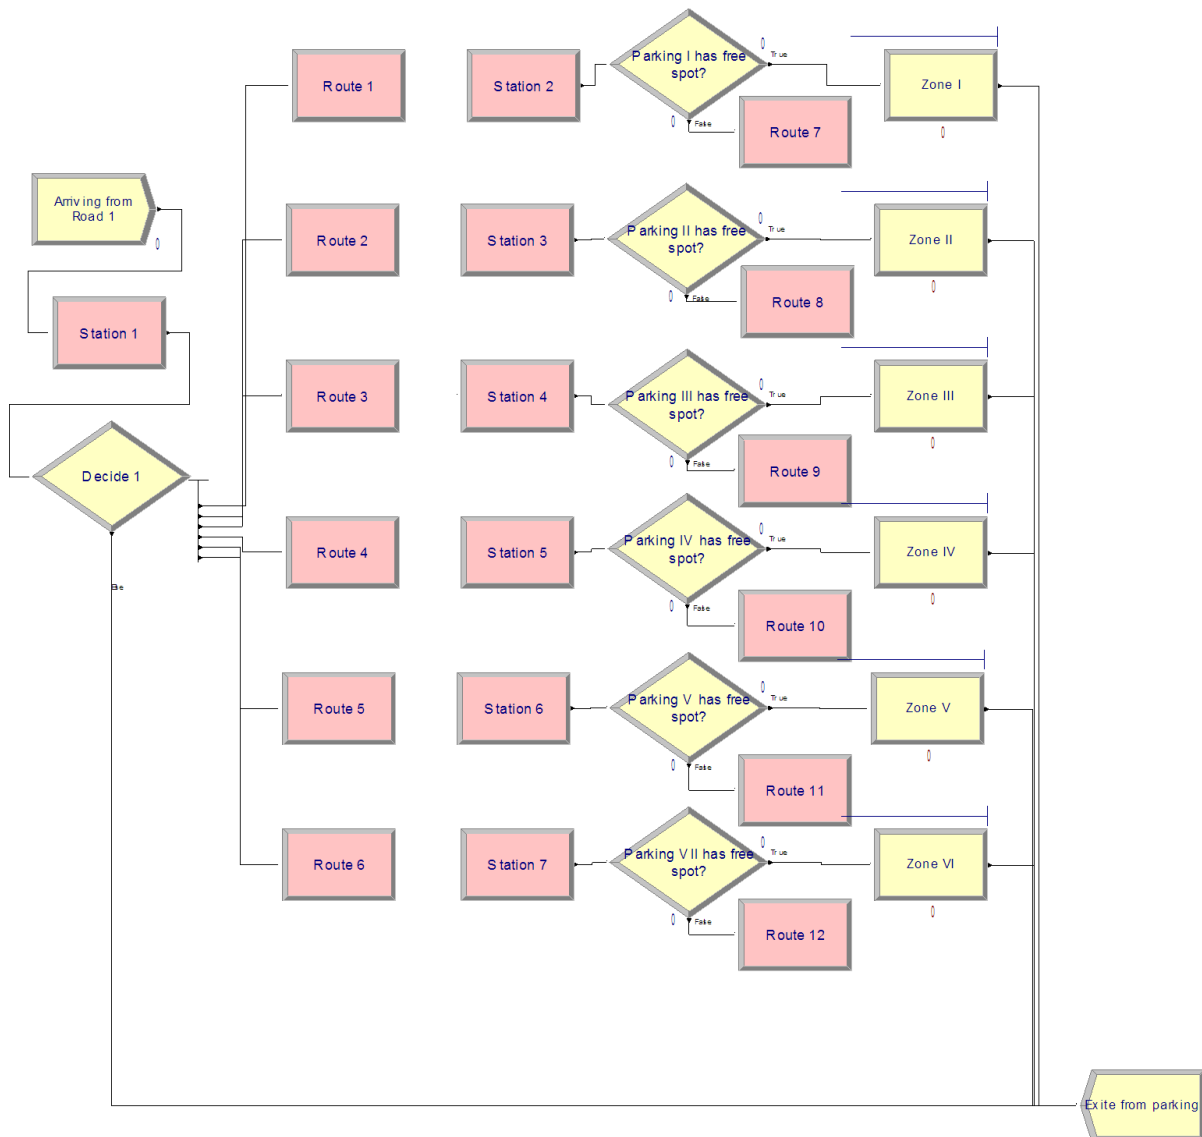 Route 1
Station 2
Parking I has free
spot?
0
True
Zone I
0
0
False
Route 7
Arriving from
Road 1
0
Route 2
Station 3
Parking II has free
spot?
0
True
Zone II
0
0
False
Route 8
Station 1
Route 3
Station 4
Parking III has free
spot?
0
True
Zone III
0
0
False
Route 9
Decide 1
Else
Route 4
Station 5
Parking IV has free
spot?
0
True
Zone IV
0
0
False
Route 10
Route 5
Station 6
Parking V has free
spot?
0
True
Zone V
0
0
False
Route 11
Route 6
Station 7
Parking VII has free
spot?
0
True
Zone VI
0
0
False
Route 12
Exite from parking